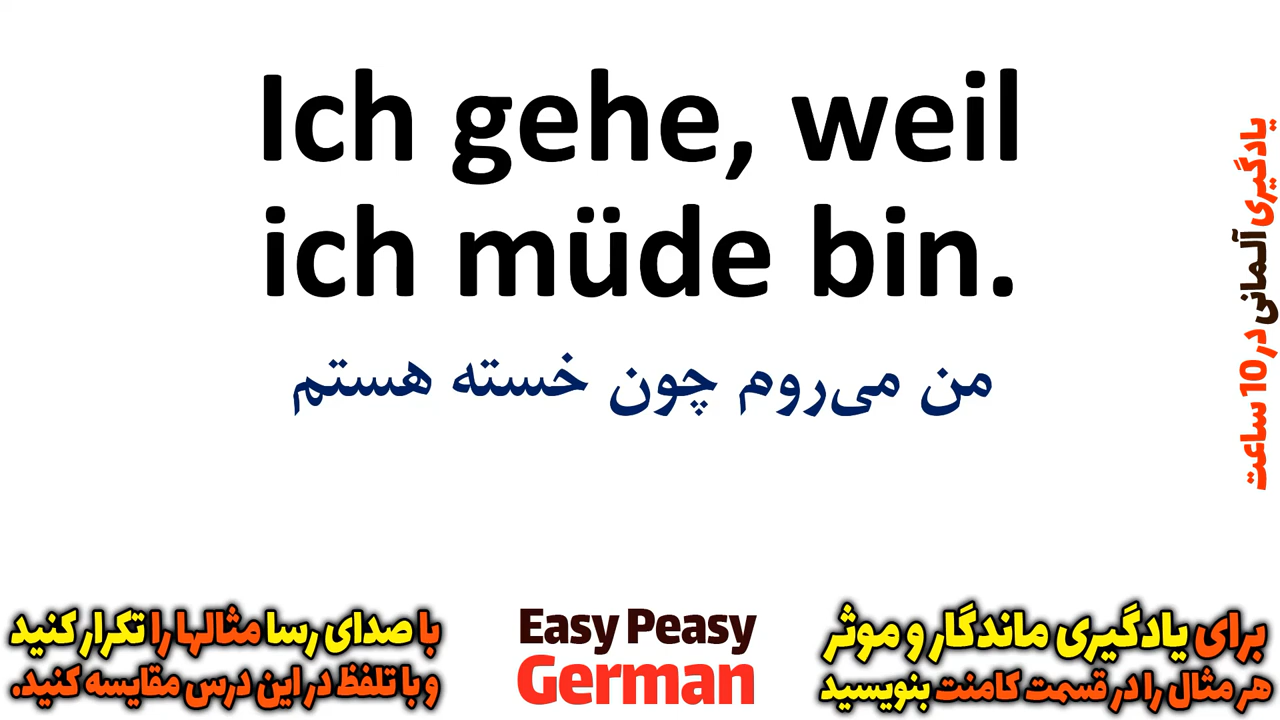 Ich gehe, weil
ich müde bin.
من می‌روم چون خسته هستم
یادگیری آلمانی در 10 ساعت
برای یادگیری ماندگار و موثر
هر مثال را در قسمت کامنت بنویسید
Easy Peasy
German
با صدای رسا مثالها را تکرار کنید
و با تلفظ در این درس مقایسه کنید.